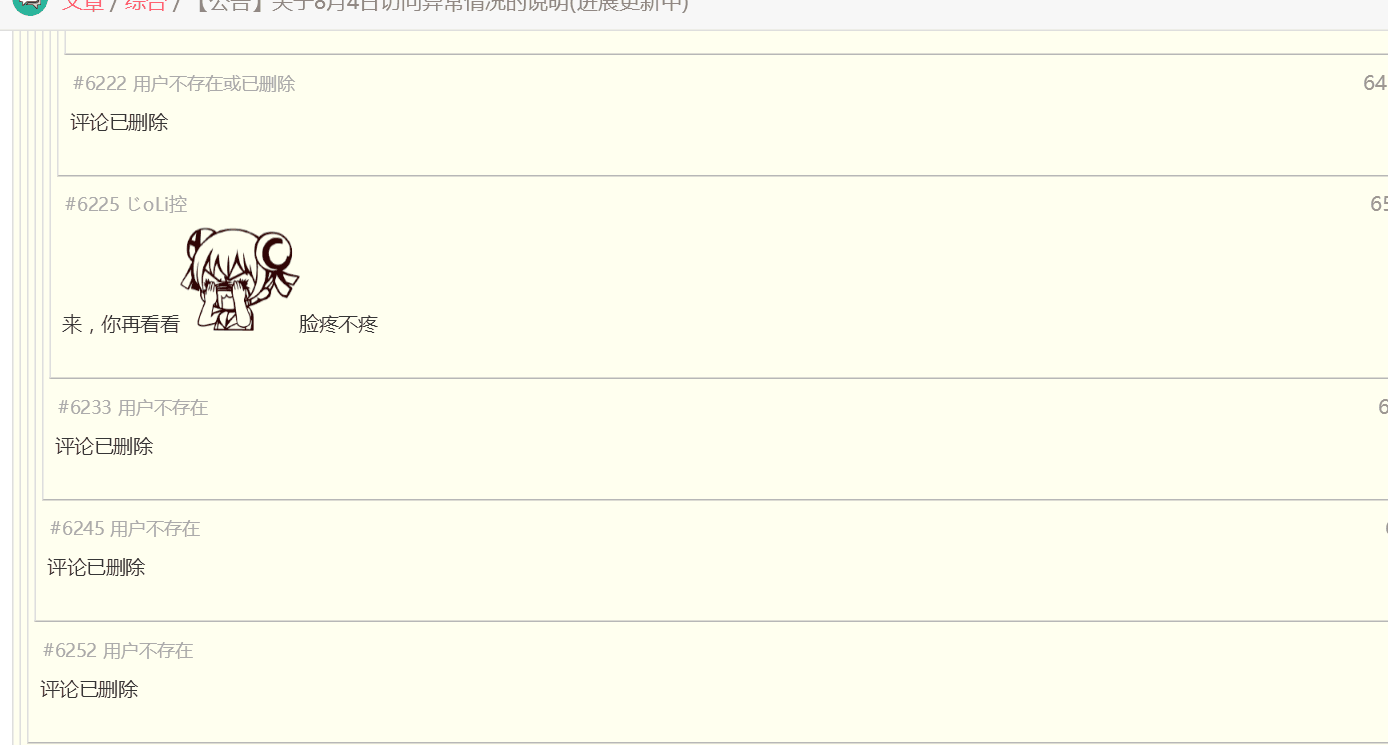 文章 / 综合 / 【公告】关于8月4日访问异常情况的说明(进展更新中)
#6222 用户不存在或已删除 64
评论已删除
#6225 じoLi控 65
来，你再看看 脸疼不疼
#6233 用户不存在 6
评论已删除
#6245 用户不存在
评论已删除
#6252 用户不存在
评论已删除